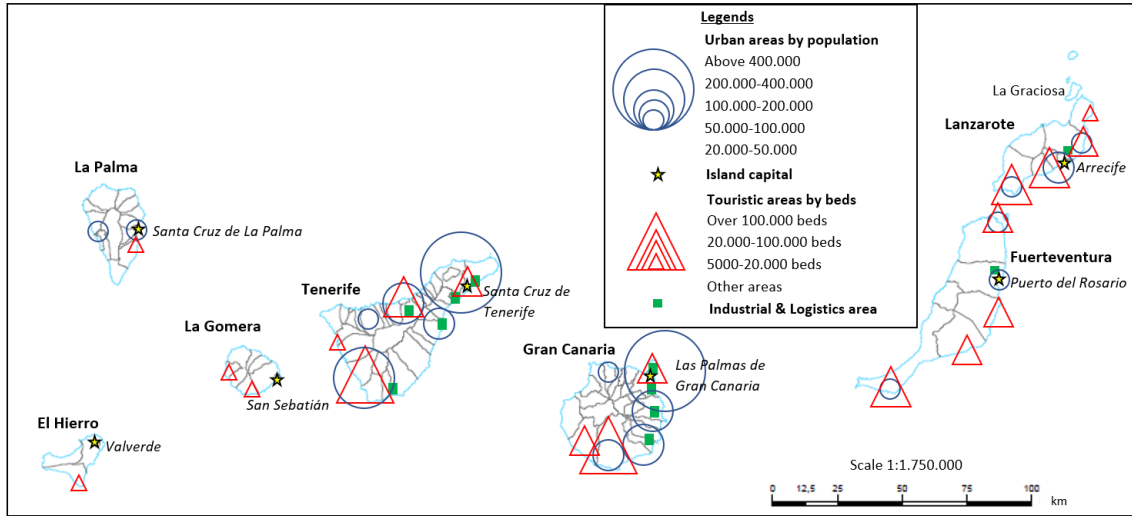 Legends
Urban areas by population
Above 400.000
200.000-400.000
100.000-200.000
50.000-100.000
20.000-50.000
Island capital
Touristic areas by beds
Over 100.000 beds
20.000-100.000 beds
5000-20.000 beds
Other areas
Industrial & Logistics area
La Graciosa
Lanzarote
Arrecife
La Palma
Santa Cruz de La Palma
Fuerteventura
Puerto del Rosario
Tenerife
Santa Cruz de
Tenerife
La Gomera
San Sebatián
Gran Canaria
Las Palmas de
Gran Canaria
El Hierro
Valverde
Scale 1:1.750.000
0 12,5 25 50 75 100
km